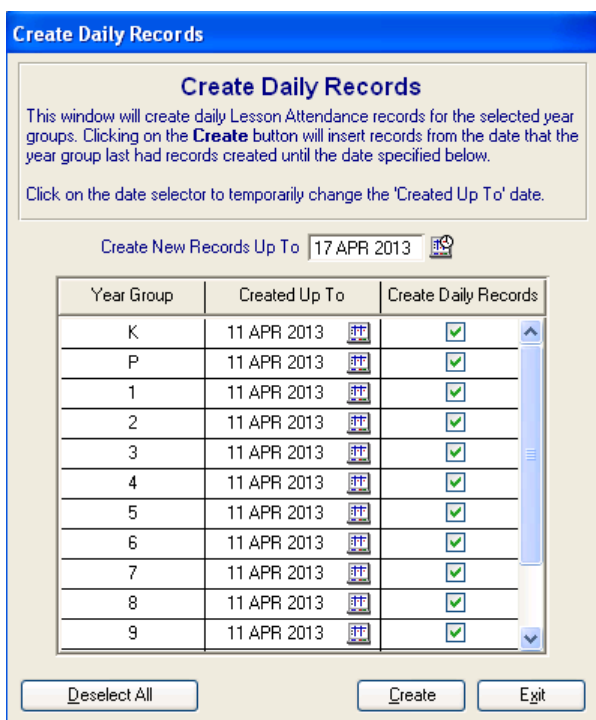 Create Daily Records
Create Daily Records
This window will create daily Lesson Attendance records for the selected year
groups. Clicking on the Create button will insert records from the date that the
year group last had records created until the date specified below.
Click on the date selector to temporarily change the 'Created Up To' date.
Create New Records Up To 17 APR 2013
Year Group Created Up To Create Daily Records
K 11 APR 2013
P 11 APR 2013
1 11 APR 2013
2 11 APR 2013
3 11 APR 2013
4 11 APR 2013
5 11 APR 2013
6 11 APR 2013
7 11 APR 2013
8 11 APR 2013
9 11 APR 2013
Deselect All Create Exit